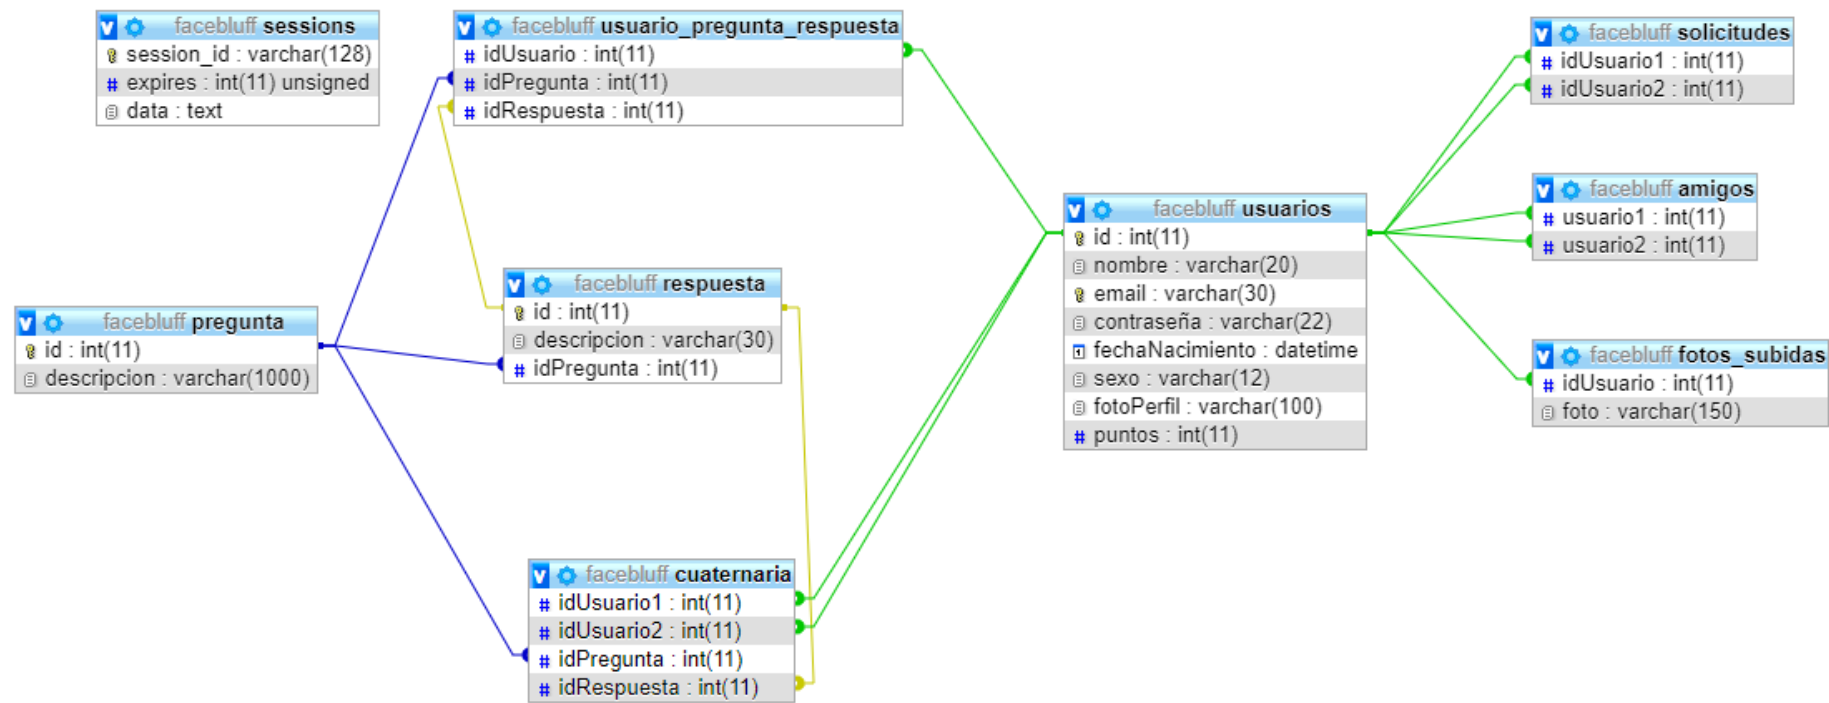 facebluff sessions
session_id : varchar(128)
expires : int(11) unsigned
data : text
facebluff usuario_pregunta_respuesta
idUsuario : int(11)
idPregunta : int(11)
idRespuesta : int(11)
facebluff solicitudes
idUsuario1 : int(11)
idUsuario2 : int(11)
facebluff amigos
usuario1 : int(11)
usuario2 : int(11)
facebluff usuarios
id : int(11)
nombre : varchar(20)
email : varchar(30)
contraseña : varchar(22)
fechaNacimiento : datetime
sexo : varchar(12)
fotoPerfil : varchar(100)
puntos : int(11)
facebluff respuesta
id : int(11)
descripcion : varchar(30)
idPregunta : int(11)
facebluff pregunta
id : int(11)
descripcion : varchar(1000)
facebluff fotos_subidas
idUsuario : int(11)
foto : varchar(150)
facebluff cuaternaria
idUsuario1 : int(11)
idUsuario2 : int(11)
idPregunta : int(11)
idRespuesta : int(11)